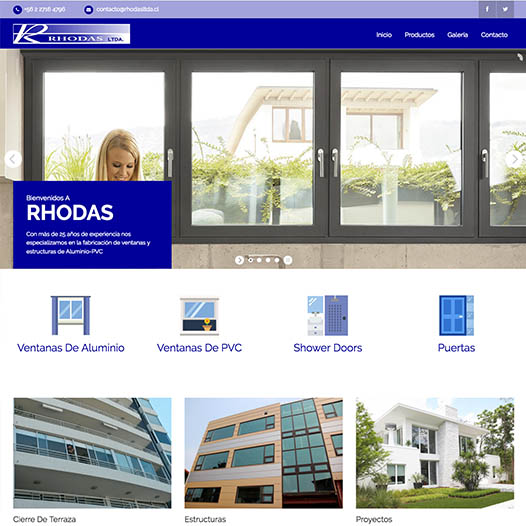 +56 2 2716 4796
contacto@rhodasltda.cl
RHODAS LTDA.
Inicio Productos Galería Contacto
Bienvenidos A
RHODAS
Con más de 25 años de experiencia nos
especializamos en la fabricación de ventanas y
estructuras de Aluminio-PVC
Ventanas De Aluminio
Ventanas De PVC
Shower Doors
Puertas
Cierre De Terraza
Estructuras
Proyectos